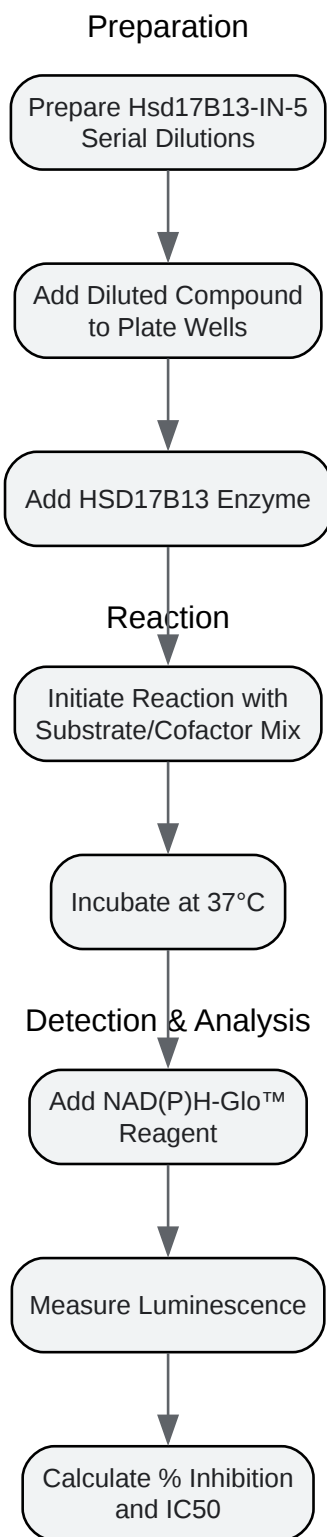 Preparation
Prepare Hsd17B13-IN-5
Serial Dilutions
Add Diluted Compound
to Plate Wells
Add HSD17B13 Enzyme
Reaction
Initiate Reaction with
Substrate/Cofactor Mix
Incubate at 37°C
Detection & Analysis
Add NAD(P)H-Glo™
Reagent
Measure Luminescence
Calculate % Inhibition
and IC50